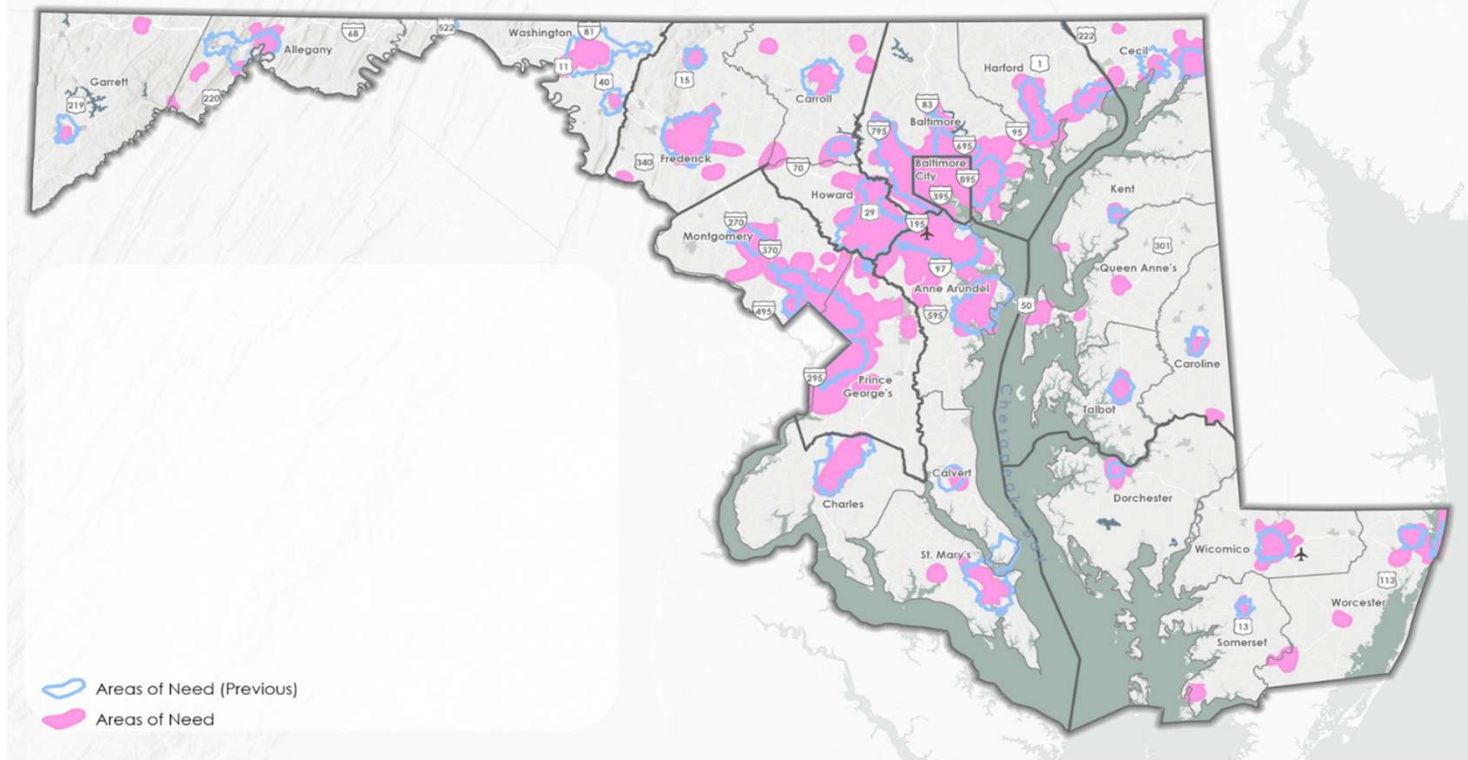 Garrett
219
220
Allegany
68
522
Washington
81
11
40
15
Frederick
340
Carroll
70
795
83
Baltimore
695
Baltimore
City
895
395
95
Harford
1
222
Cecil
Howard
29
195
Kent
301
Queen Anne's
270
Montgomery
370
495
97
Anne Arundel
595
50
295
Prince
George's
Caroline
Talbot
Chesapeake Bay
Charles
Calvert
Dorchester
St. Mary's
Wicomico
113
Worcester
13
Somerset
Areas of Need (Previous)
Areas of Need